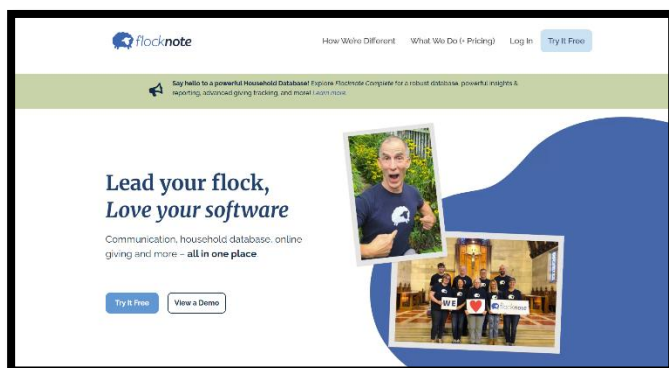 flocknote
How We're Different What We Do (+ Pricing) Log In Try It Free
Say hello to a powerful Household Database! Explore Flocknote Complete for a robust database, powerful insights &
reporting, advanced giving tracking, and more! Learn more.
Lead your flock,
Love your software
Communication, household database, online
giving and more – all in one place.
Try It Free View a Demo
WE flocknote